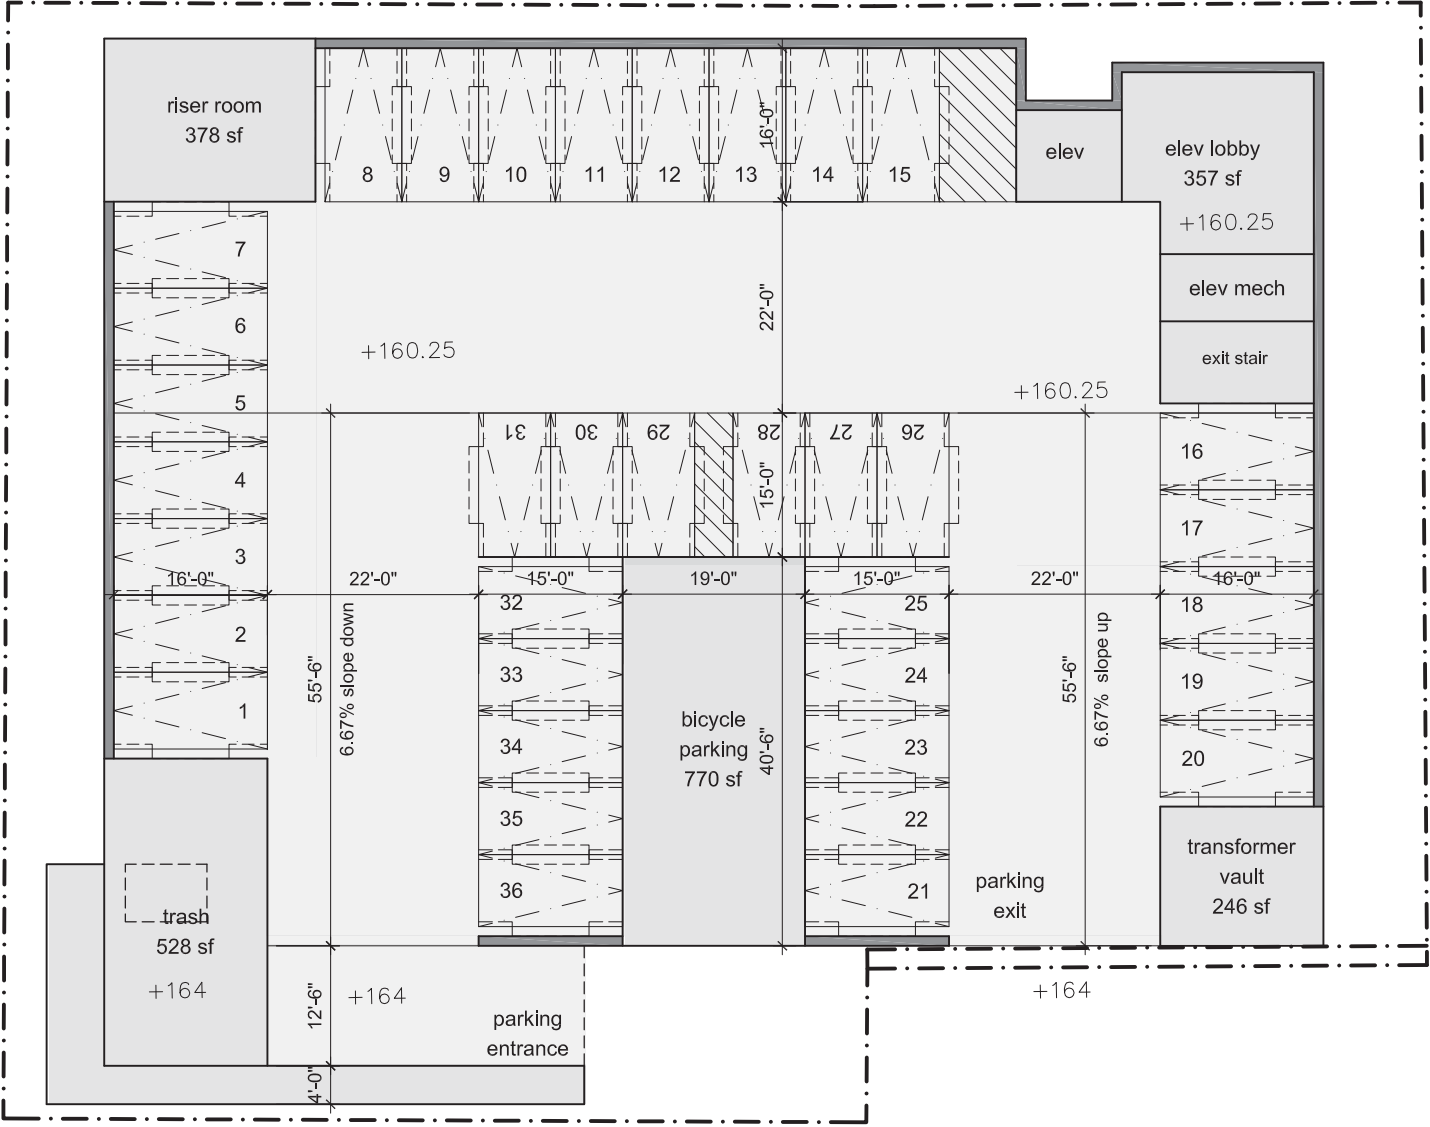 riser room
378 sf
8
9
10
11
12
13
14
15
16'-0"
elev
elev lobby
357 sf
+160.25
elev mech
exit stair
7
6
5
4
3
2
1
22'-0"
+160.25
+160.25
31
30
29
28
27
26
15'-0"
16
17
18
19
20
16'-0"
22'-0"
15'-0"
19'-0"
15'-0"
22'-0"
16'-0"
55'-6"
6.67% slope down
32
33
34
35
36
bicycle
parking
770 sf
40'-6"
25
24
23
22
21
55'-6"
6.67% slope up
parking
exit
transformer
vault
246 sf
trash
528 sf
+164
+164
12'-6"
parking
entrance
4'-0"
+164